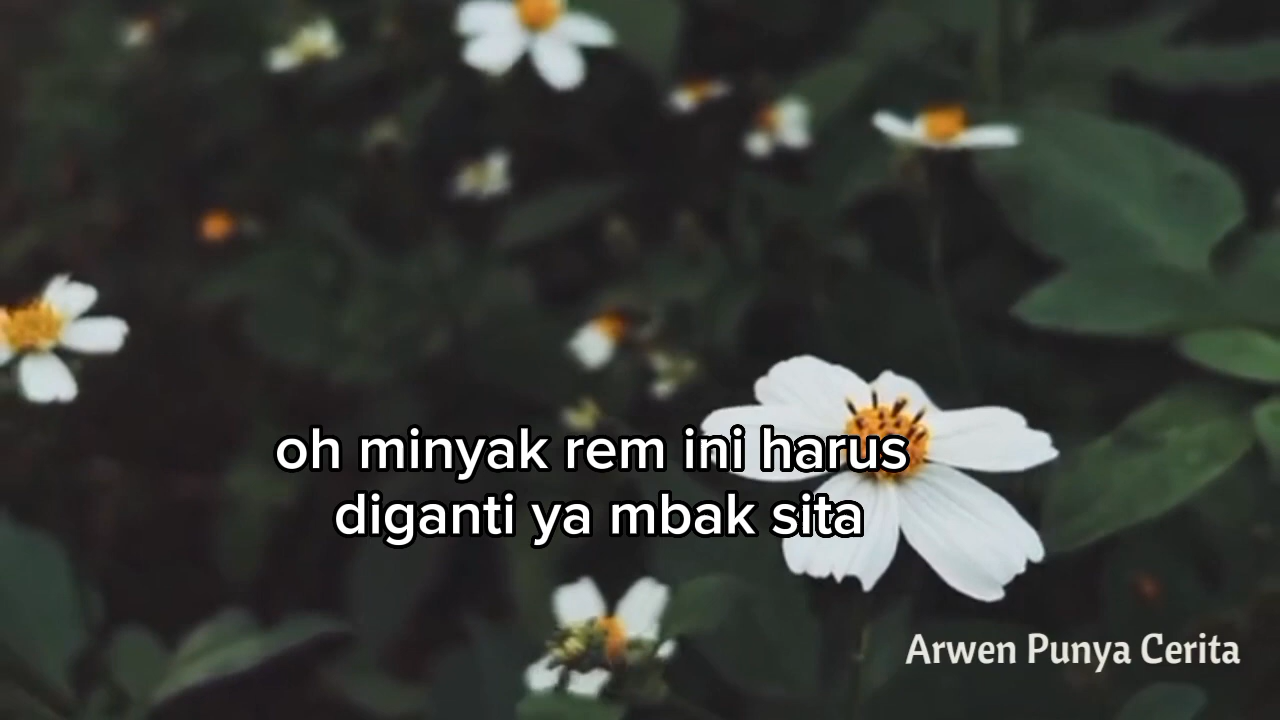 oh minyak rem ini harus
diganti ya mbak sita
Arwen Punya Cerita